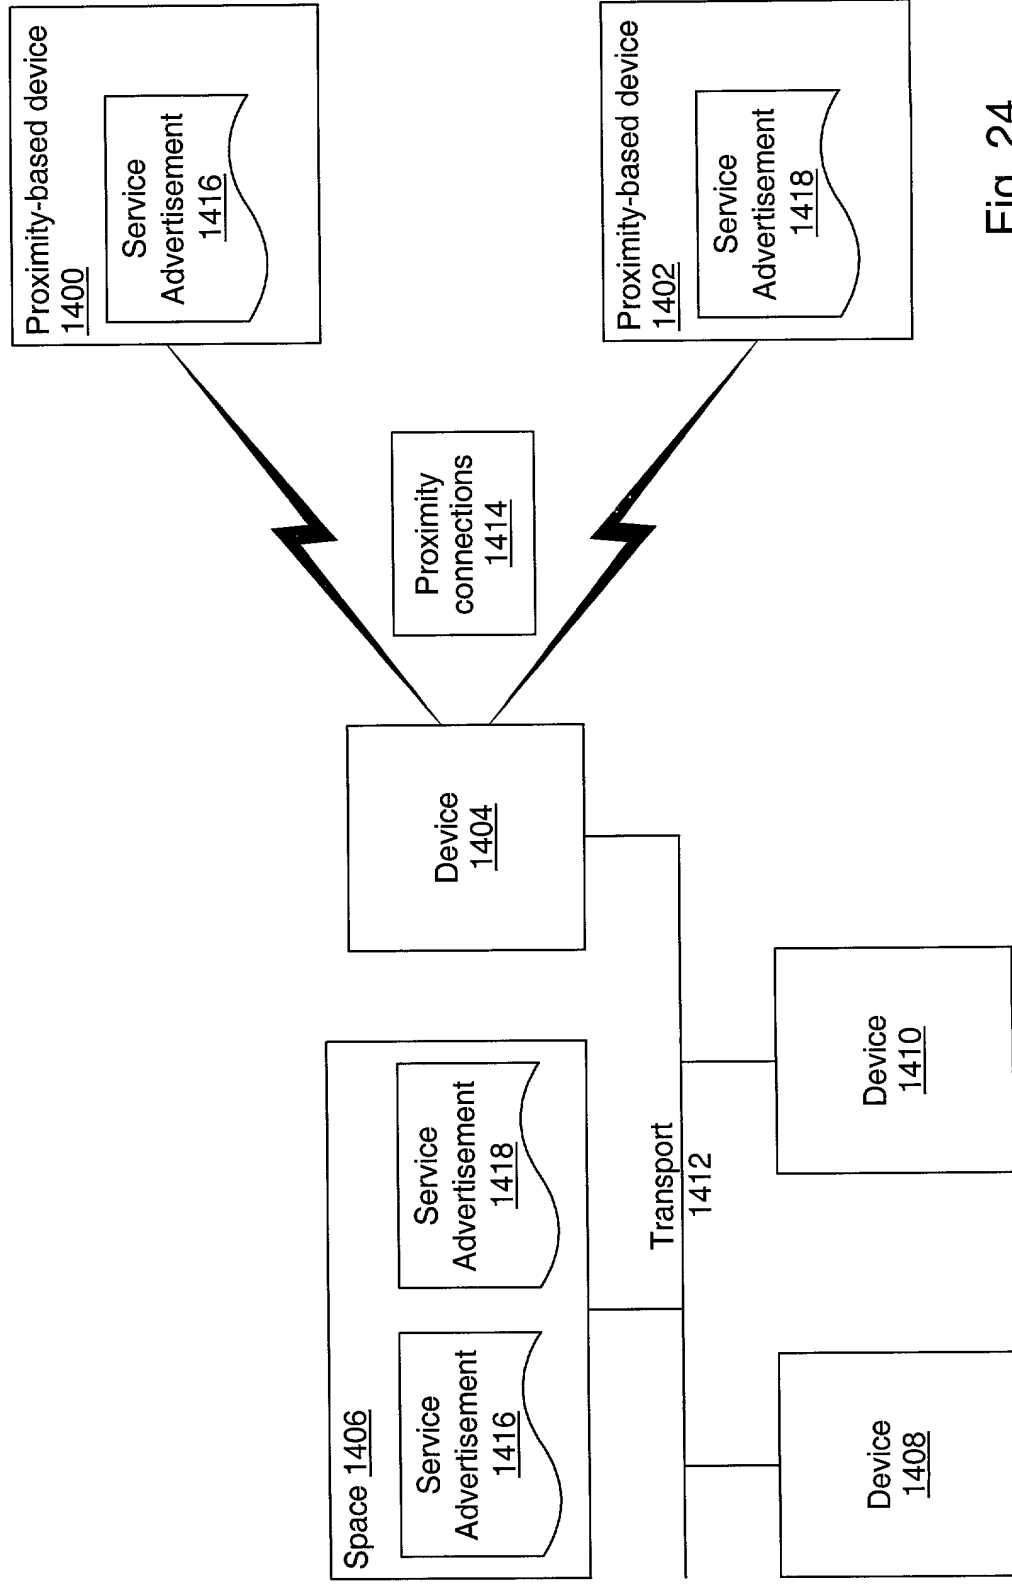 Space 1406
Service
Advertisement
1416
Service
Advertisement
1418
Device
1404
Proximity
connections
1414
Proximity-based device
1400
Service
Advertisement
1416
Proximity-based device
1402
Service
Advertisement
1418
Transport
1412
Device
1408
Device
1410
Fig. 24